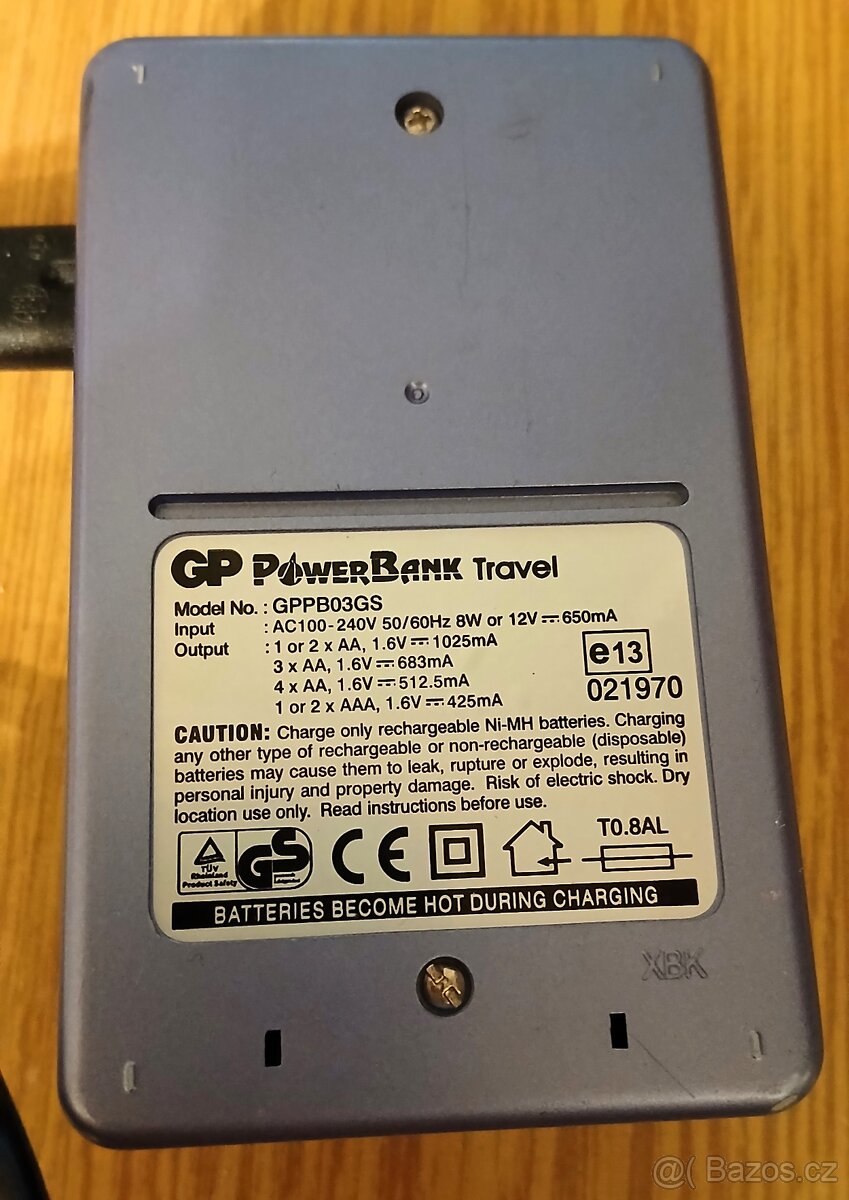 GP PowerBank Travel
Model No. : GPPB03GS
Input : AC100-240V 50/60Hz 8W or 12V⎓650mA
Output : 1 or 2 x AA, 1.6V⎓1025mA
3 x AA, 1.6V⎓683mA
4 x AA, 1.6V⎓512.5mA
1 or 2 x AAA, 1.6V⎓425mA
e13
021970
CAUTION: Charge only rechargeable Ni-MH batteries. Charging
any other type of rechargeable or non-rechargeable (disposable)
batteries may cause them to leak, rupture or explode, resulting in
personal injury and property damage. Risk of electric shock. Dry
location use only. Read instructions before use.
TÜV
Rheinland
Product Safety
GS
CE
T0.8AL
BATTERIES BECOME HOT DURING CHARGING
XBK
@( Bazos.cz